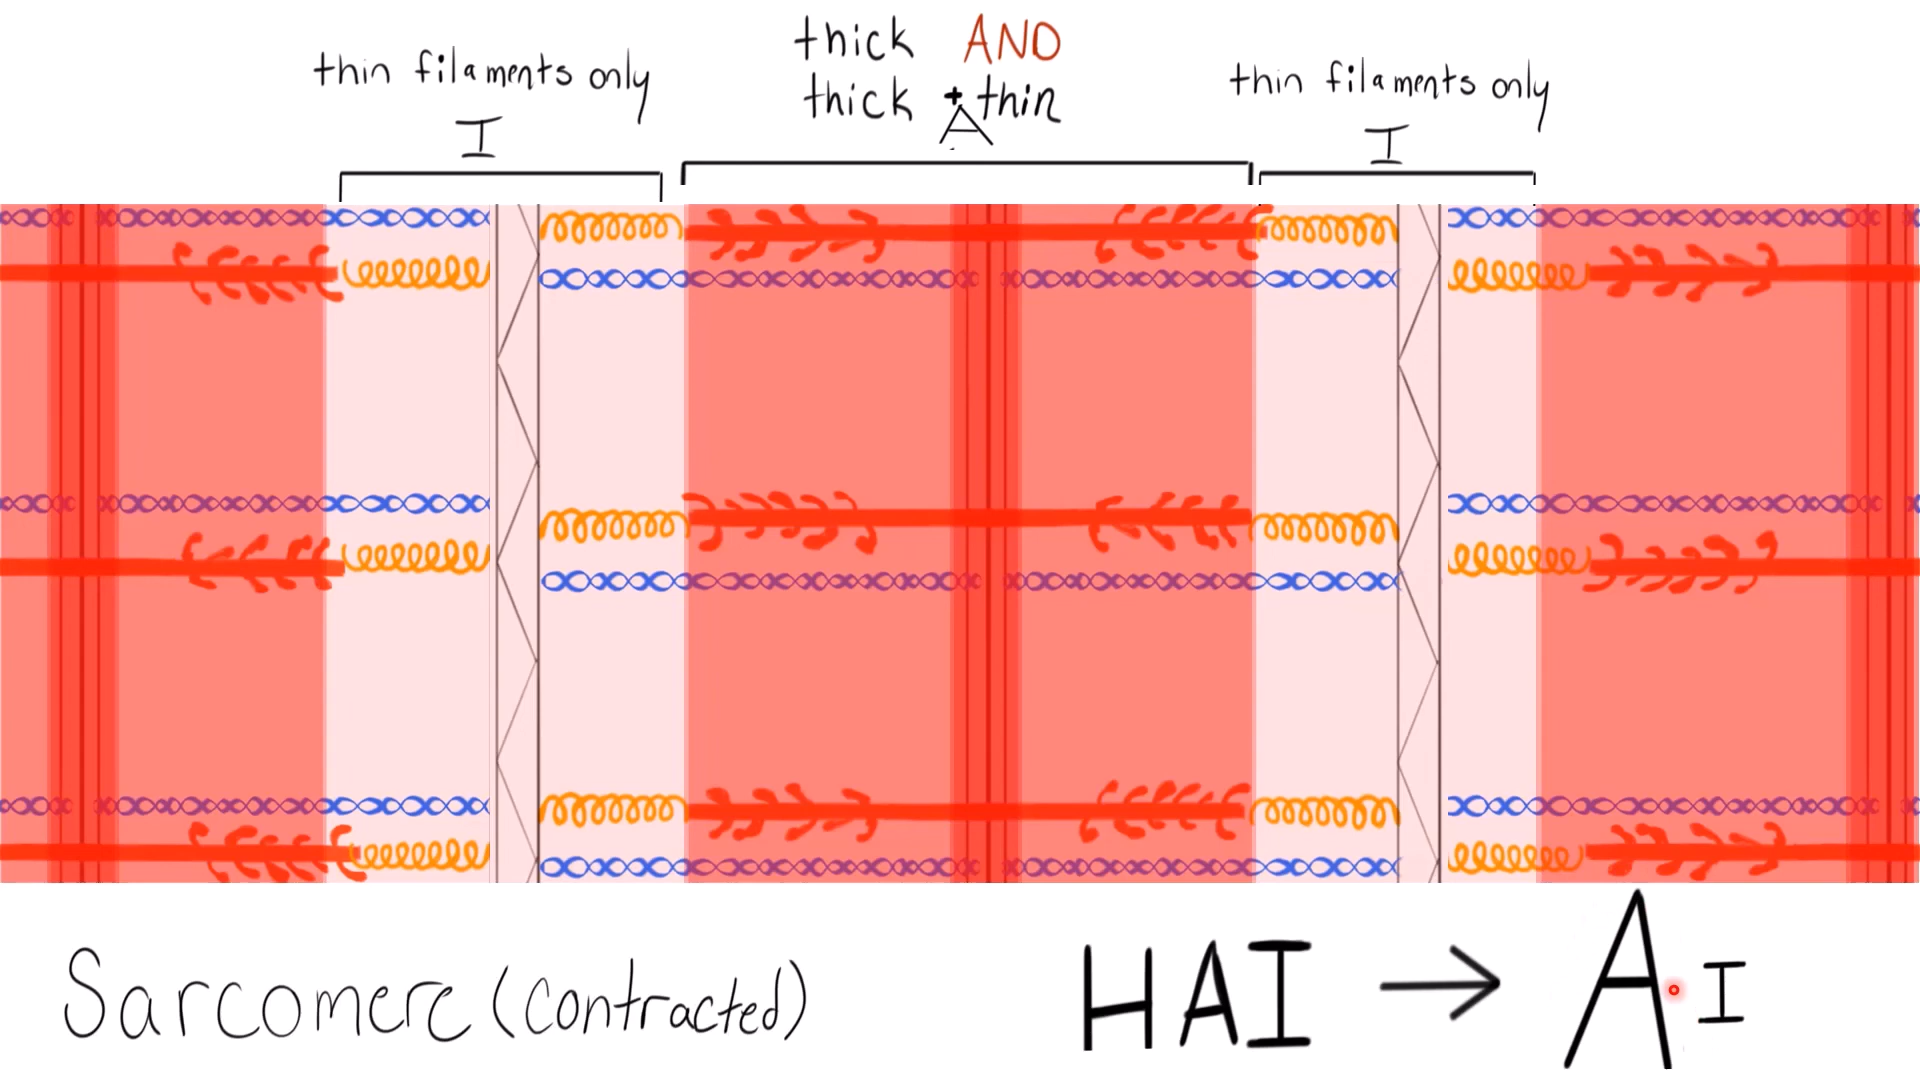 thin filaments only
I
thick AND
thick + thin
A
thin filaments only
I
Sarcomere (contracted)
HAI → A I